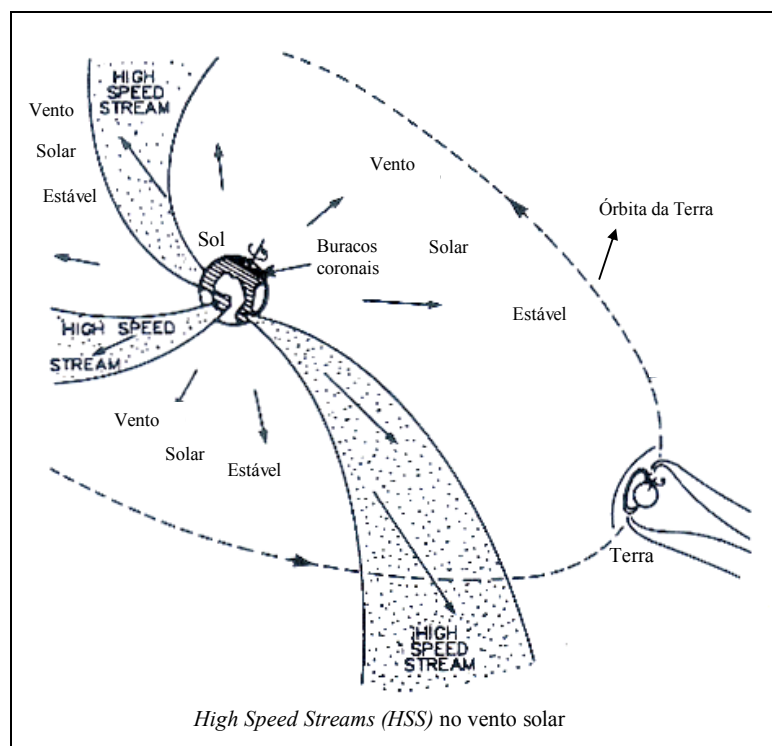 HIGH
SPEED
STREAM
Vento
Solar
Estável
Vento
Solar
Estável
Órbita da Terra
Sol
Buracos
coronais
HIGH SPEED
STREAM
Vento
Solar
Estável
Terra
HIGH
SPEED
STREAM
High Speed Streams (HSS) no vento solar